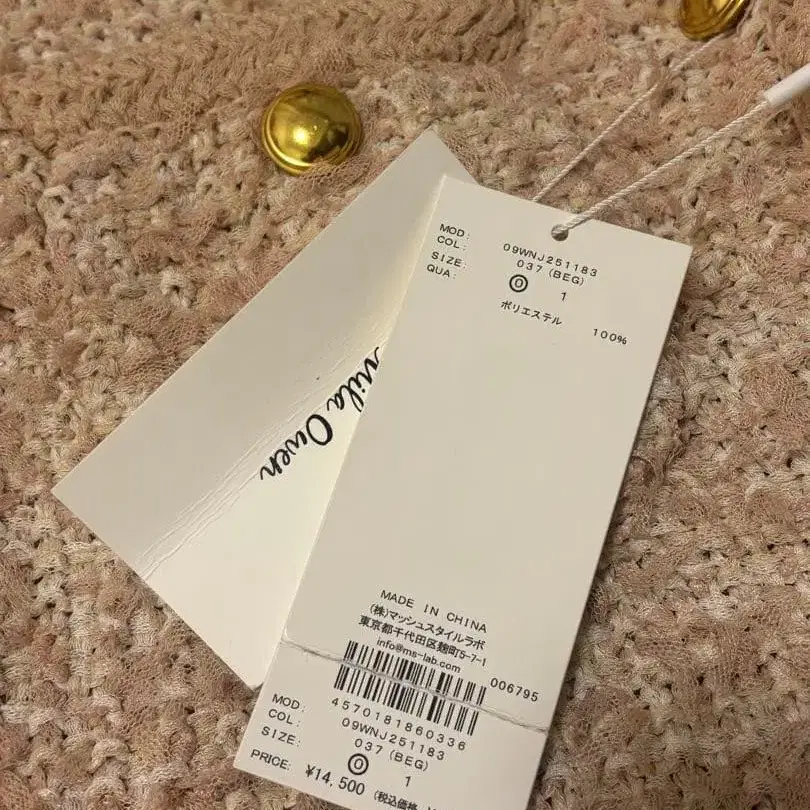 Mila Owen
MOD: 09WNJ251183
COL: 037 (BEG)
SIZE: 0 1
QUA: ポリエステル 100%
MADE IN CHINA
(株)マッシュスタイルラボ
東京都千代田区麹町5-7-1
info@ms-lab.com
006795
4570181860336
MOD: 09WNJ251183
COL: 037 (BEG)
SIZE: 0 1
PRICE: ¥14,500 (税込価格